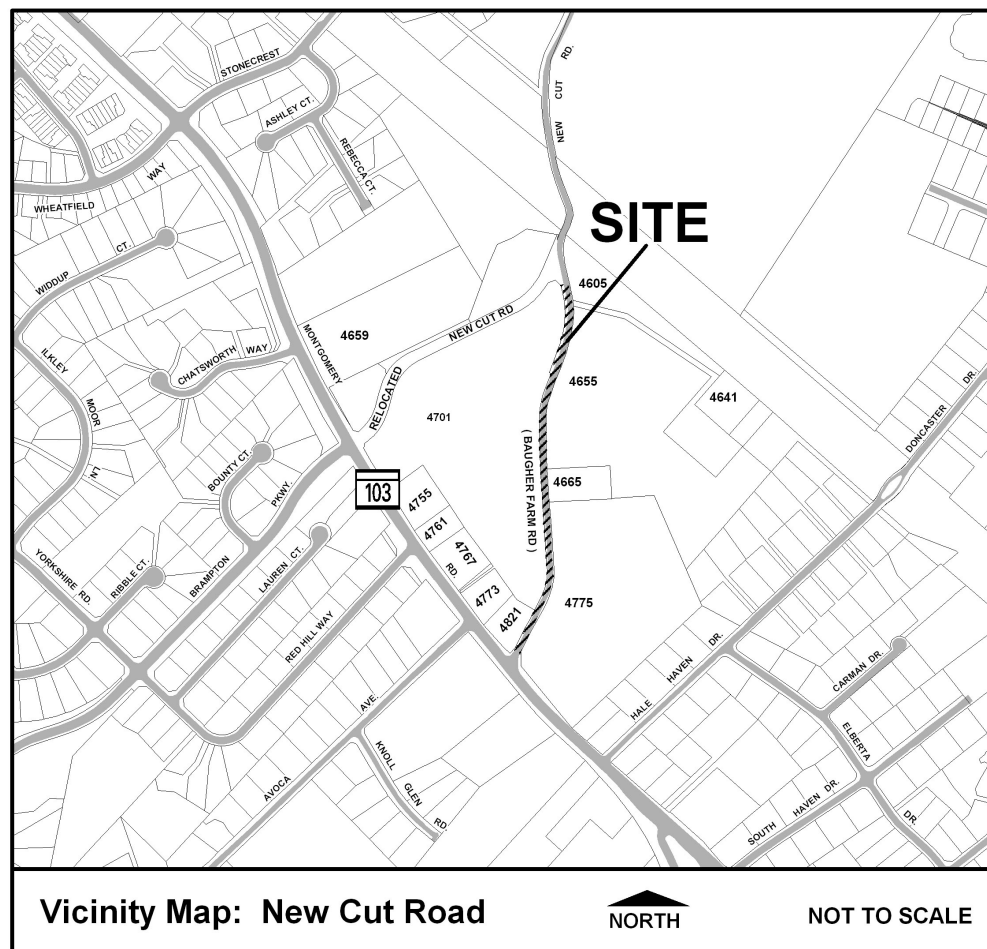 STONECREST
ASHLEY CT.
REBECCA CT.
NEW CUT RD.
WHEATFIELD WAY
WIDDUP CT.
SITE
4605
MONTGOMERY RD.
4659
RELOCATED NEW CUT RD
ILKLEY MOOR LN
CHATSWORTH WAY
4655
4641
4701
DONCASTER DR.
( BAUGHER FARM RD )
BOUNTY CT.
BRAMPTON PKWY.
103
4665
4755
4761
4767
4773
4821
4775
YORKSHIRE RD.
RIBBLE CT.
LAUREN CT.
RED HILL WAY
HALE HAVEN DR.
CARMAN DR.
ELBERTA DR.
AVOCA AVE.
KNOLL GLEN RD
SOUTH HAVEN DR.
Vicinity Map: New Cut Road
NORTH
NOT TO SCALE